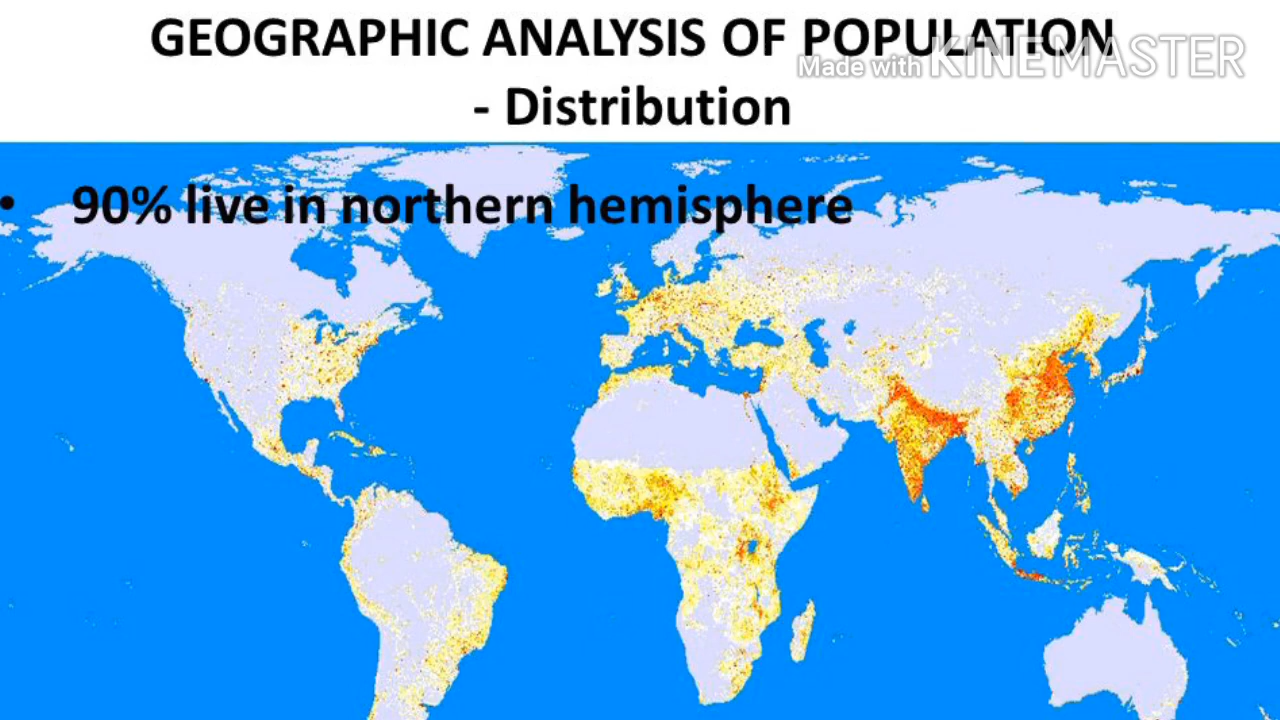 GEOGRAPHIC ANALYSIS OF POPULATION
Made with KINEMASTER
- Distribution
• 90% live in northern hemisphere